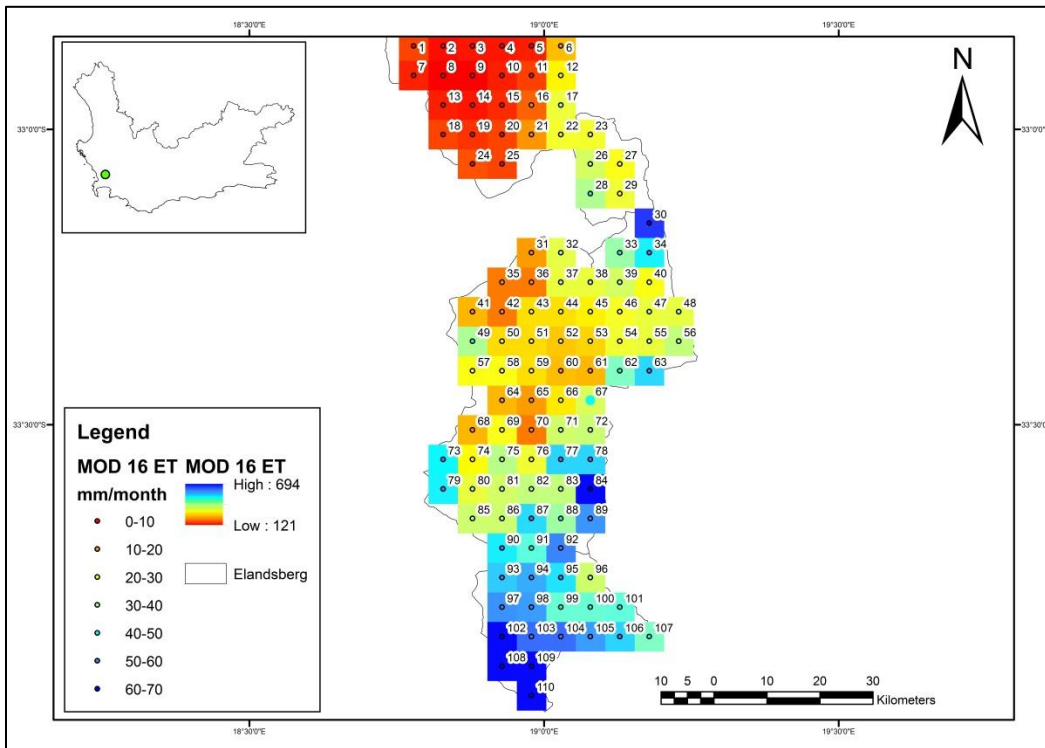 18°30'0"E 19°0'0"E 19°30'0"E
N
1 2 3 4 5 6
7 8 9 10 11 12
13 14 15 16 17
33°0'0"S
18 19 20 21 22 23
24 25 26 27
28 29
30
31 32 33 34
35 36 37 38 39 40
41 42 43 44 45 46 47 48
49 50 51 52 53 54 55 56
57 58 59 60 61 62 63
64 65 66 67
33°30'0"S 33°30'0"S
68 69 70 71 72
73 74 75 76 77 78
79 80 81 82 83 84
85 86 87 88 89
90 91 92
93 94 95 96
97 98 99 100 101
102 103 104 105 106 107
108 109
110
Legend
MOD 16 ET MOD 16 ET
mm/month
High : 694
Low : 121
0-10
10-20
20-30
30-40
40-50
50-60
60-70
Elandsberg
10 5 0 10 20 30
Kilometers
33°0'0"S
18°30'0"E 19°0'0"E 19°30'0"E